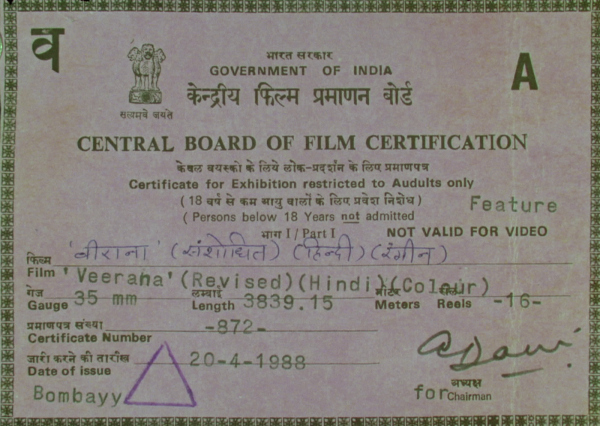 व
भारत सरकार
GOVERNMENT OF INDIA
A
केन्द्रीय फिल्म प्रमाणन बोर्ड
सत्यमेव जयते
CENTRAL BOARD OF FILM CERTIFICATION
केवल वयस्कों के लिये लोक-प्रदर्शन के लिए प्रमाणपत्र
Certificate for Exhibition restricted to Audults only
(18 वर्ष से कम आयु वालों के लिए प्रवेश निशेध) Feature
(Persons below 18 Years not admitted
भाग I/Part I NOT VALID FOR VIDEO
फिल्म 'वीराना' (संशोधित) (हिन्दी) (रंगीन)
Film 'Veerana' (Revised)(Hindi)(Colour)
गेज लम्बाई मीटर रीलें
Gauge 35 mm Length 3839.15 Meters Reels -16-
प्रमाणपत्र संख्या
Certificate Number -872-
जारी करने की तारीख
Date of issue 20-4-1988
अध्यक्ष
Bombayy for Chairman